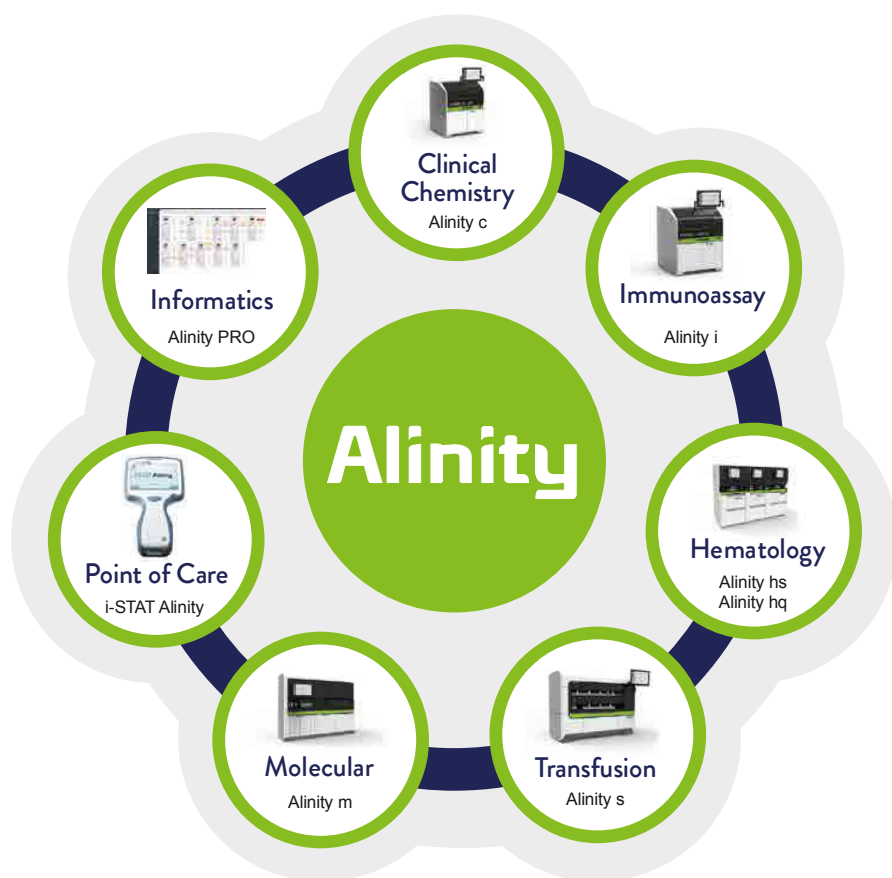 Clinical
Chemistry
Alinity c
Immunoassay
Alinity i
Hematology
Alinity hs
Alinity hq
Transfusion
Alinity s
Molecular
Alinity m
Point of Care
i-STAT Alinity
Informatics
Alinity PRO
Alinity